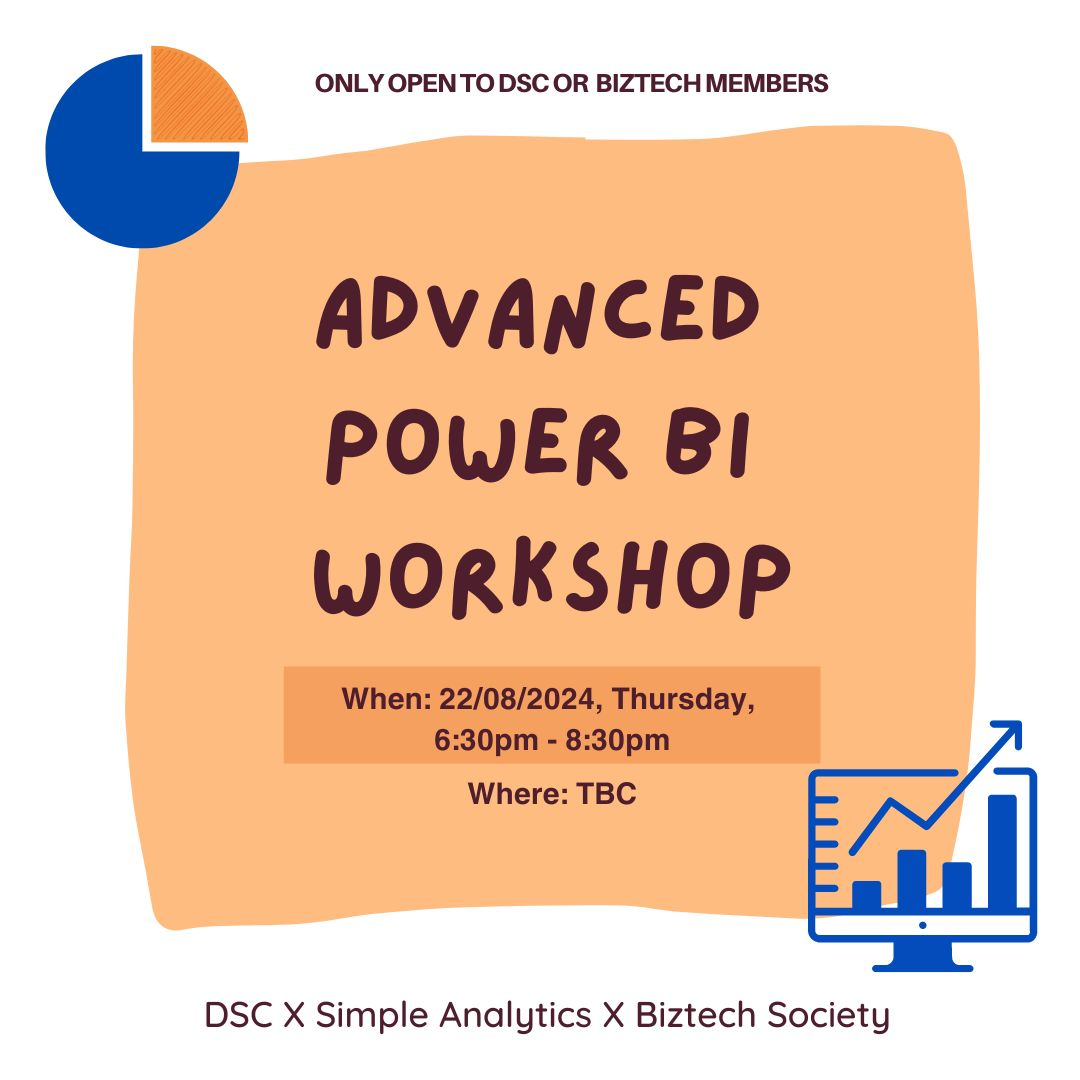 ONLY OPEN TO DSC OR BIZTECH MEMBERS
ADVANCED
POWER BI
WORKSHOP
When: 22/08/2024, Thursday,
6:30pm - 8:30pm
Where: TBC
DSC X Simple Analytics X Biztech Society